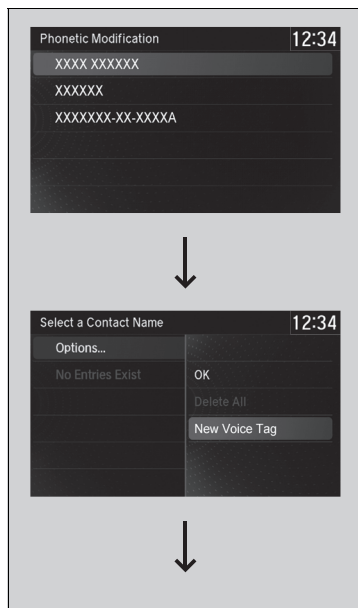 Phonetic Modification 12:34
XXXX XXXXXX
XXXXXX
XXXXXXX-XX-XXXXA
Select a Contact Name 12:34
Options...
No Entries Exist
OK
Delete All
New Voice Tag